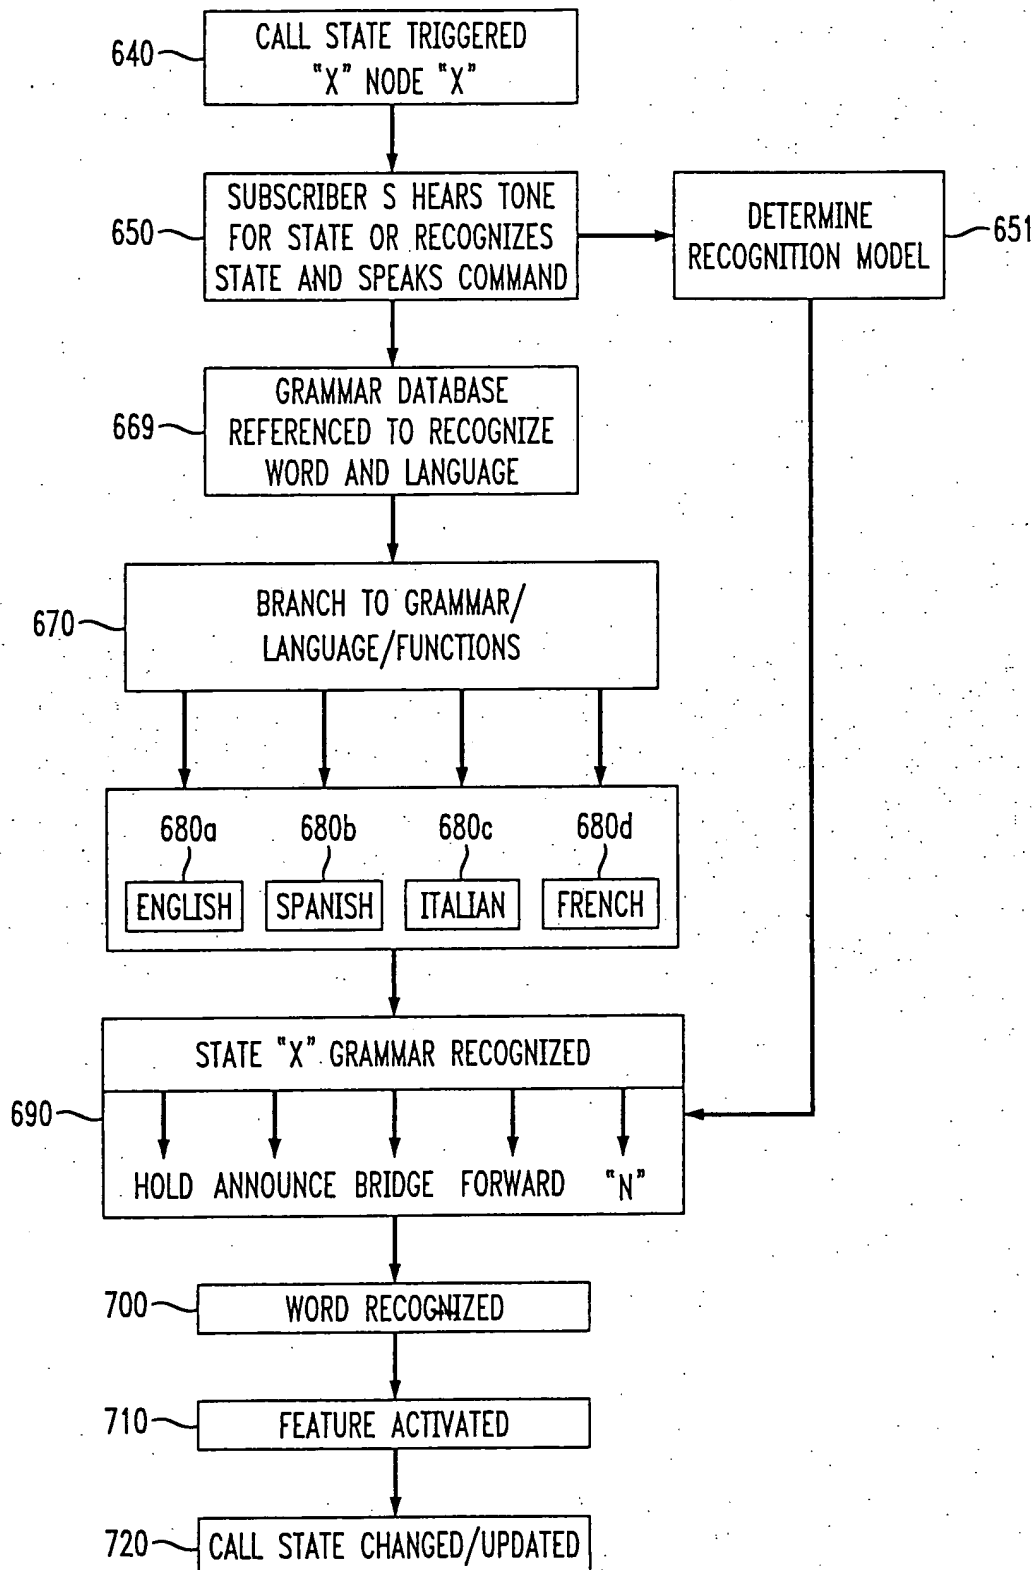 CALL STATE TRIGGERED
"X" NODE "X"
640
SUBSCRIBER S HEARS TONE
FOR STATE OR RECOGNIZES
STATE AND SPEAKS COMMAND
650
DETERMINE
RECOGNITION MODEL
651
GRAMMAR DATABASE
REFERENCED TO RECOGNIZE
WORD AND LANGUAGE
669
BRANCH TO GRAMMAR/
LANGUAGE/FUNCTIONS
670
680a 680b 680c 680d
ENGLISH SPANISH ITALIAN FRENCH
STATE "X" GRAMMAR RECOGNIZED
690
HOLD ANNOUNCE BRIDGE FORWARD "N"
700 WORD RECOGNIZED
710 FEATURE ACTIVATED
720 CALL STATE CHANGED/UPDATED